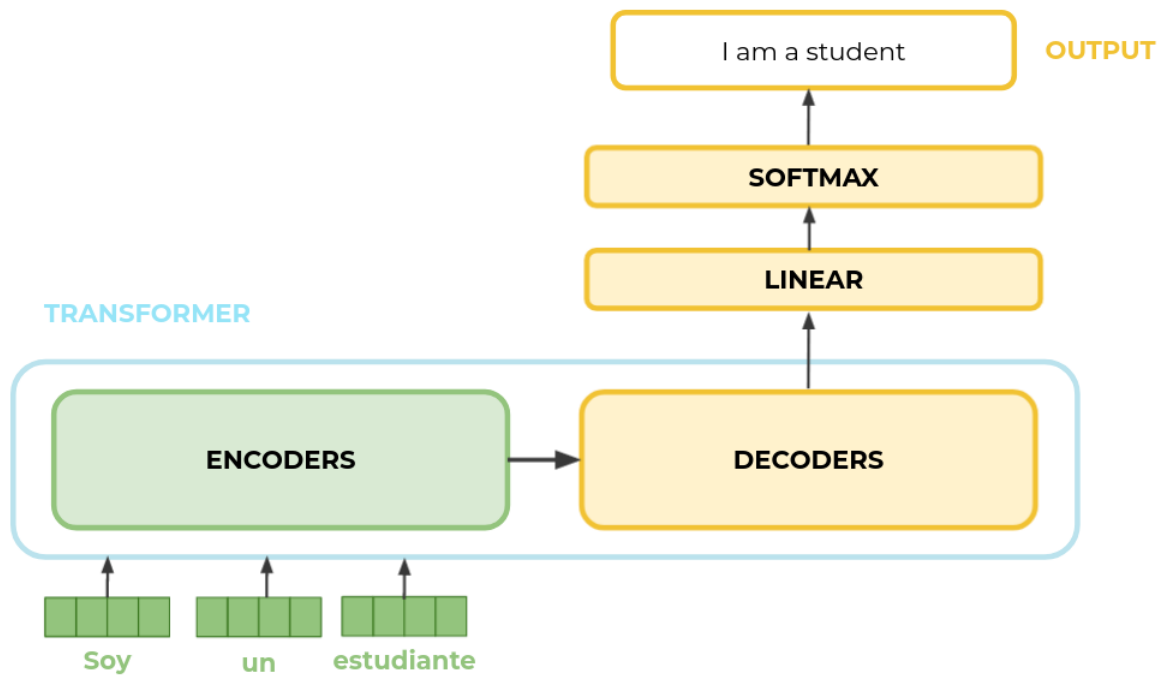 I am a student
OUTPUT
SOFTMAX
LINEAR
TRANSFORMER
ENCODERS
DECODERS
Soy
un
estudiante